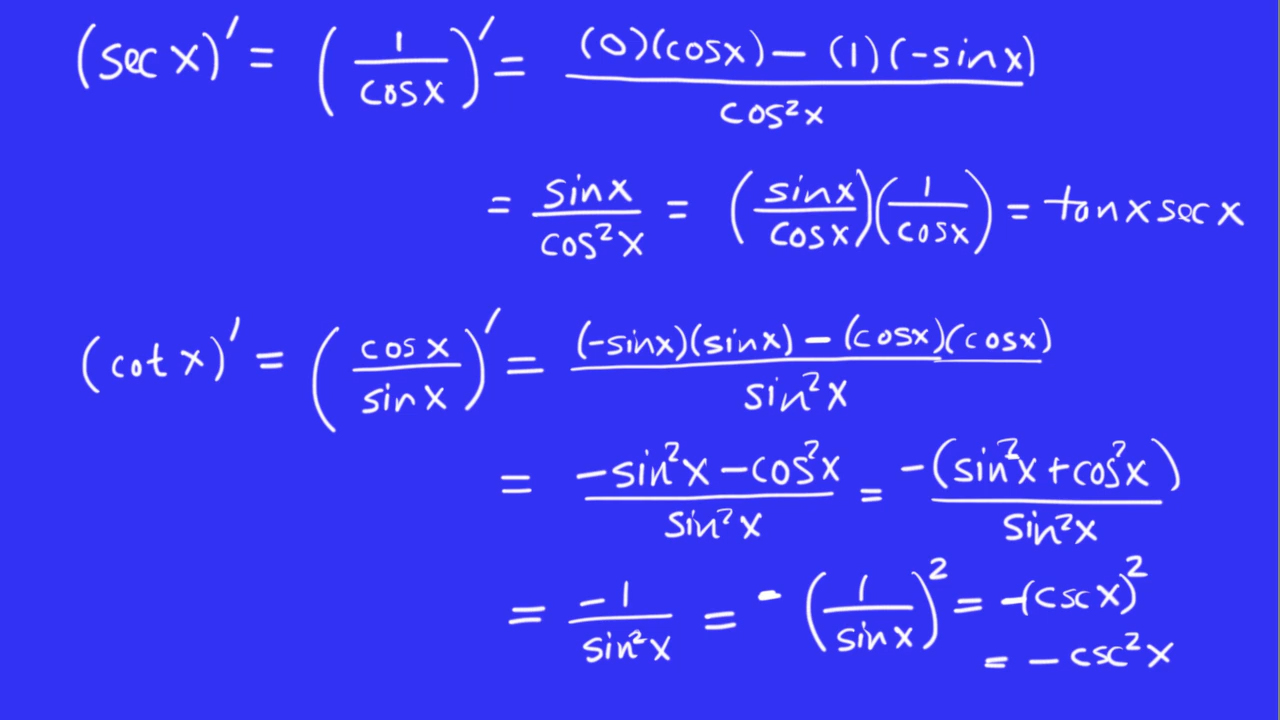 (sec x)' = (1/cos x)' = ((0)(cos x) − (1)(-sin x))/(cos²x)
= sin x/cos²x = (sin x/cos x)(1/cos x) = tan x sec x
(cot x)' = (cos x/sin x)' = ((-sin x)(sin x) − (cos x)(cos x))/(sin²x)
= (-sin²x − cos²x)/(sin²x) = -(sin²x + cos²x)/(sin²x)
= -1/sin²x = -(1/sin x)² = -(csc x)²
= -csc²x